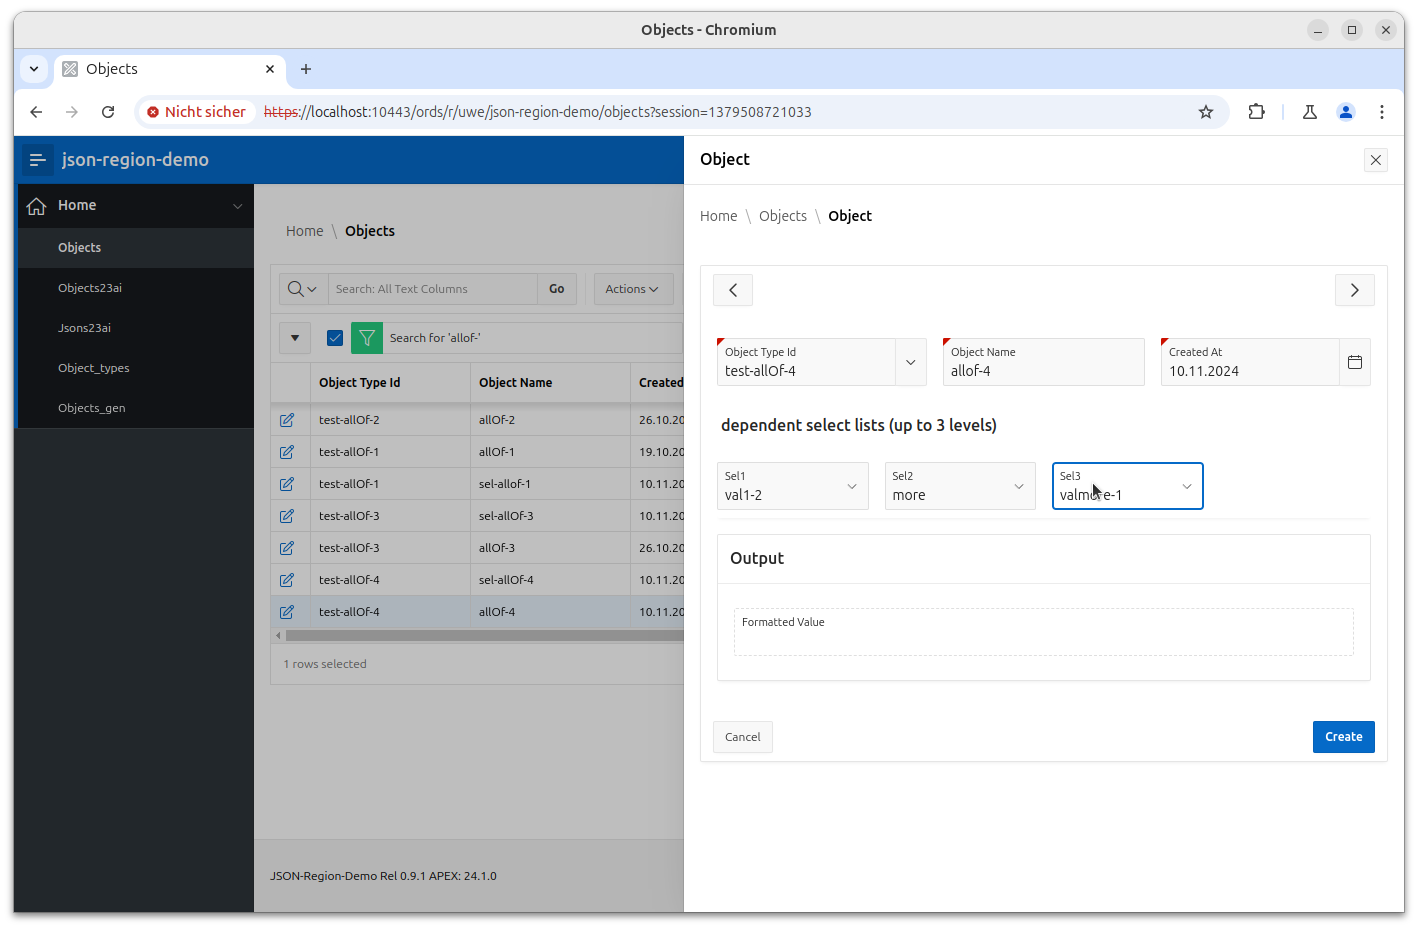 Objects - Chromium
Objects
Nicht sicher https://localhost:10443/ords/r/uwe/json-region-demo/objects?session=1379508721033
json-region-demo
Home
Objects
Objects23ai
Jsons23ai
Object_types
Objects_gen
Home \ Objects
Search: All Text Columns Go Actions
Search for 'allof-'
Object Type Id Object Name Created
test-allOf-2 allOf-2 26.10.20
test-allOf-1 allOf-1 19.10.20
test-allOf-1 sel-allof-1 10.11.20
test-allOf-3 sel-allOf-3 10.11.20
test-allOf-3 allOf-3 26.10.20
test-allOf-4 sel-allOf-4 10.11.20
test-allOf-4 allOf-4 10.11.20
1 rows selected
JSON-Region-Demo Rel 0.9.1 APEX: 24.1.0
Object
Home \ Objects \ Object
Object Type Id Object Name Created At
test-allOf-4 allof-4 10.11.2024
dependent select lists (up to 3 levels)
Sel1 Sel2 Sel3
val1-2 more valmore-1
Output
Formatted Value
Cancel Create